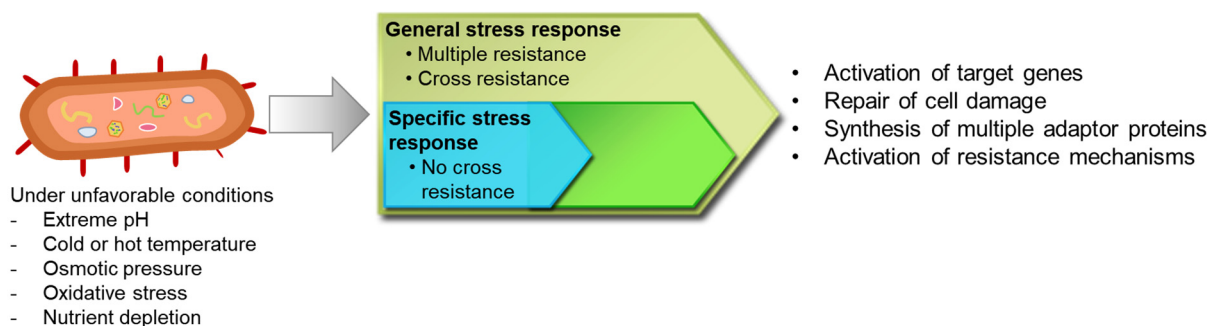 Under unfavorable conditions
- Extreme pH
- Cold or hot temperature
- Osmotic pressure
- Oxidative stress
- Nutrient depletion
General stress response
• Multiple resistance
• Cross resistance
Specific stress
response
• No cross
resistance
• Activation of target genes
• Repair of cell damage
• Synthesis of multiple adaptor proteins
• Activation of resistance mechanisms